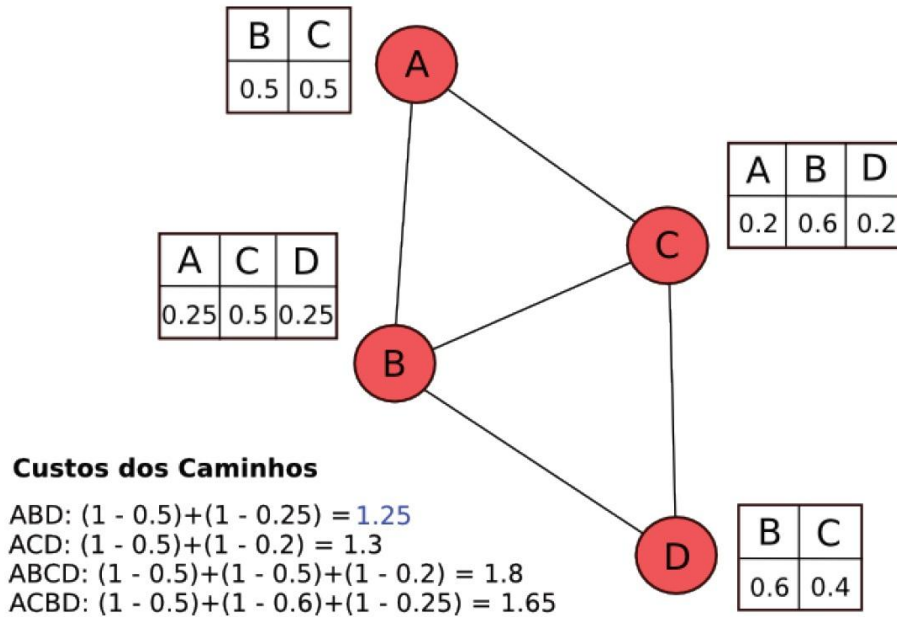 B C
0.5 0.5
A
A B D
0.2 0.6 0.2
C
A C D
0.25 0.5 0.25
B
Custos dos Caminhos
ABD: (1 - 0.5)+(1 - 0.25) = 1.25
ACD: (1 - 0.5)+(1 - 0.2) = 1.3
ABCD: (1 - 0.5)+(1 - 0.5)+(1 - 0.2) = 1.8
ACBD: (1 - 0.5)+(1 - 0.6)+(1 - 0.25) = 1.65
D
B C
0.6 0.4